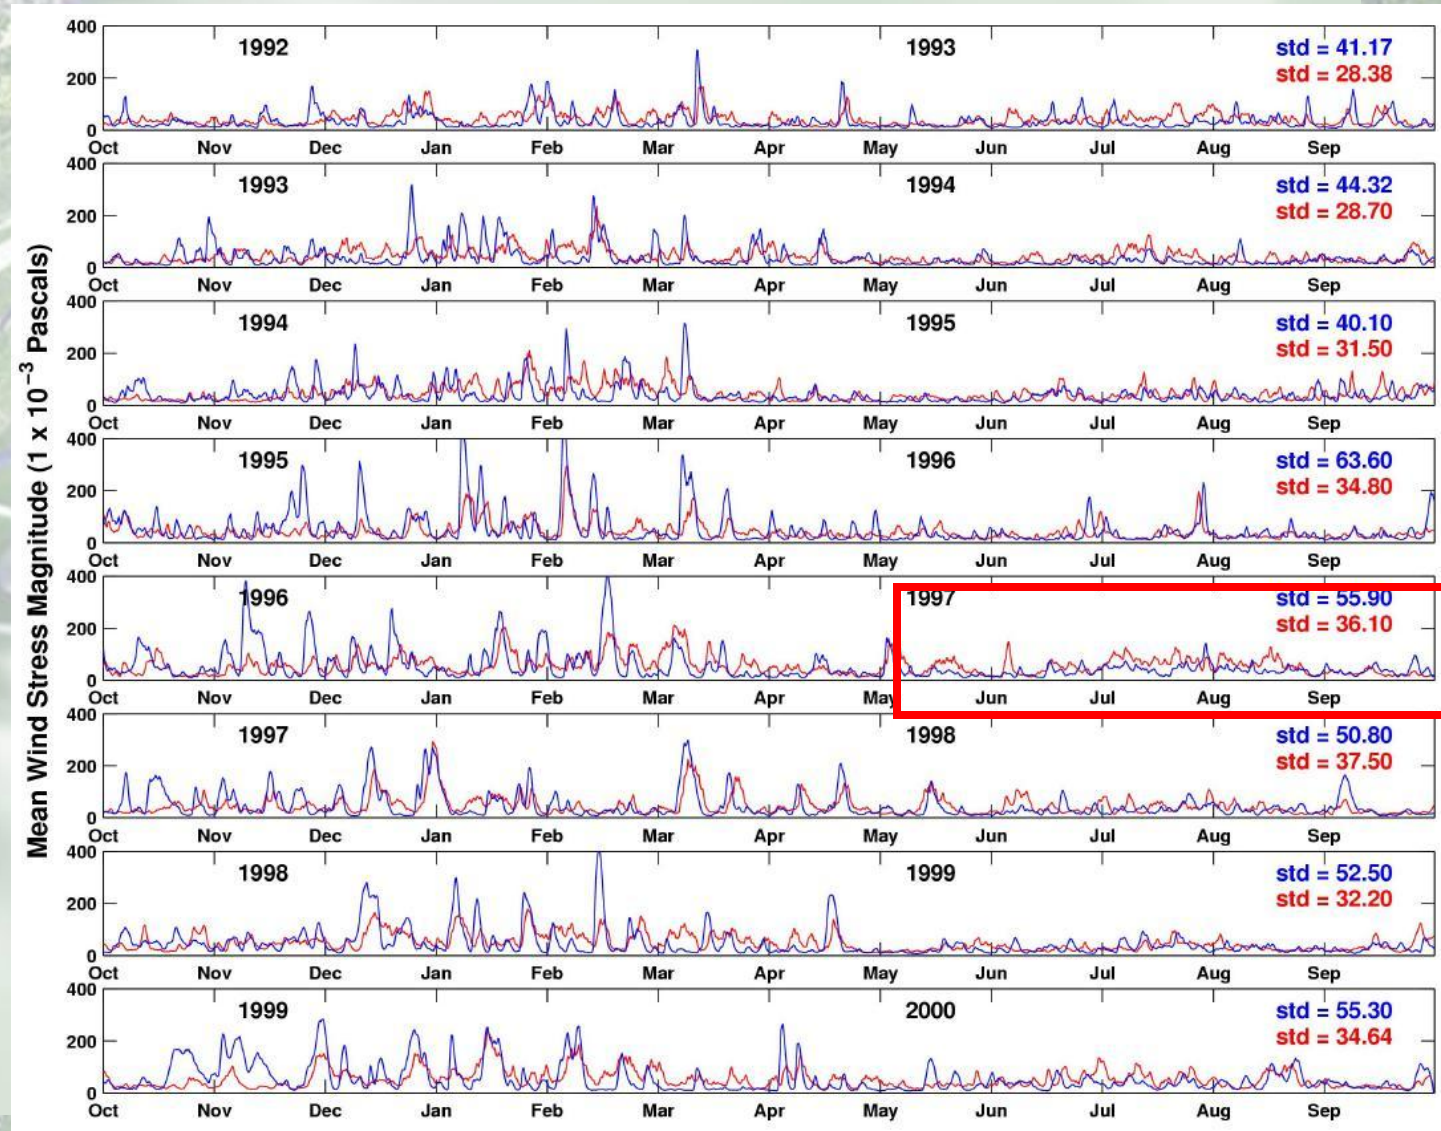 Mean Wind Stress Magnitude (1 x 10⁻³ Pascals)
400
1992 1993 std = 41.17
200 std = 28.38
0
Oct Nov Dec Jan Feb Mar Apr May Jun Jul Aug Sep
400
1993 1994 std = 44.32
200 std = 28.70
0
Oct Nov Dec Jan Feb Mar Apr May Jun Jul Aug Sep
400
1994 1995 std = 40.10
200 std = 31.50
0
Oct Nov Dec Jan Feb Mar Apr May Jun Jul Aug Sep
400
1995 1996 std = 63.60
200 std = 34.80
0
Oct Nov Dec Jan Feb Mar Apr May Jun Jul Aug Sep
400
1996 1997 std = 55.90
200 std = 36.10
0
Oct Nov Dec Jan Feb Mar Apr May Jun Jul Aug Sep
400
1997 1998 std = 50.80
200 std = 37.50
0
Oct Nov Dec Jan Feb Mar Apr May Jun Jul Aug Sep
400
1998 1999 std = 52.50
200 std = 32.20
0
Oct Nov Dec Jan Feb Mar Apr May Jun Jul Aug Sep
400
1999 2000 std = 55.30
200 std = 34.64
0
Oct Nov Dec Jan Feb Mar Apr May Jun Jul Aug Sep